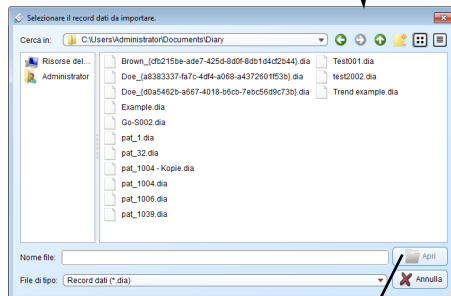 Selezionare il record dati da importare.
Cerca in: C:\Users\Administrator\Documents\Diary
Risorse del...
Administrator
Brown_{cfb215be-ade7-425d-8d0f-8db1d4cf2b44}.dia
Doe_{a8383337-fa7c-4df4-a068-a4372601f53b}.dia
Doe_{d0a5462b-a667-4018-b6cb-7ebc56d9c73b}.dia
Example.dia
Go-S002.dia
pat_1.dia
pat_32.dia
pat_1004 - Kopie.dia
pat_1004.dia
pat_1006.dia
pat_1039.dia
Test001.dia
test2002.dia
Trend example.dia
Nome file:
Apri
File di tipo: Record dati (*.dia)
Annulla